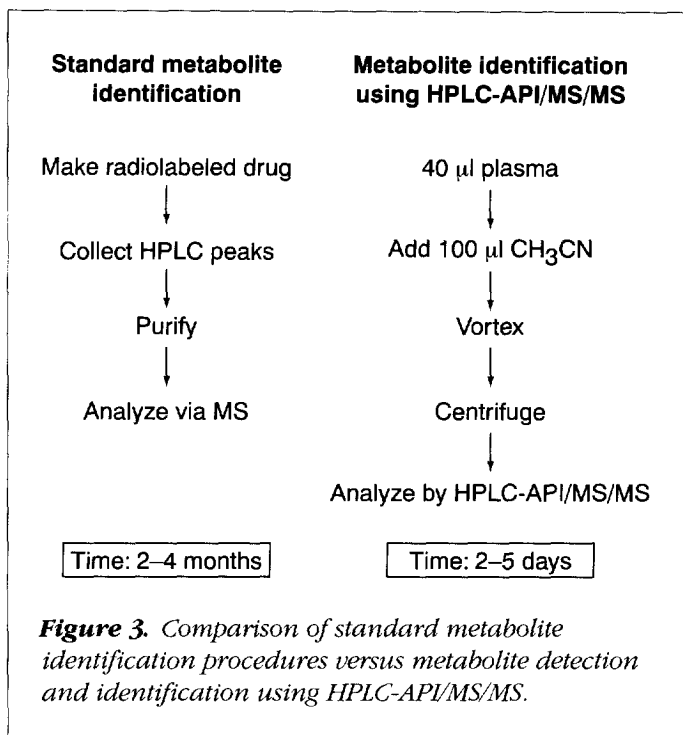 Standard metabolite
identification
Make radiolabeled drug
Collect HPLC peaks
Purify
Analyze via MS
Time: 2–4 months
Metabolite identification
using HPLC-API/MS/MS
40 µl plasma
Add 100 µl CH₃CN
Vortex
Centrifuge
Analyze by HPLC-API/MS/MS
Time: 2–5 days
Figure 3. Comparison of standard metabolite
identification procedures versus metabolite detection
and identification using HPLC-API/MS/MS.